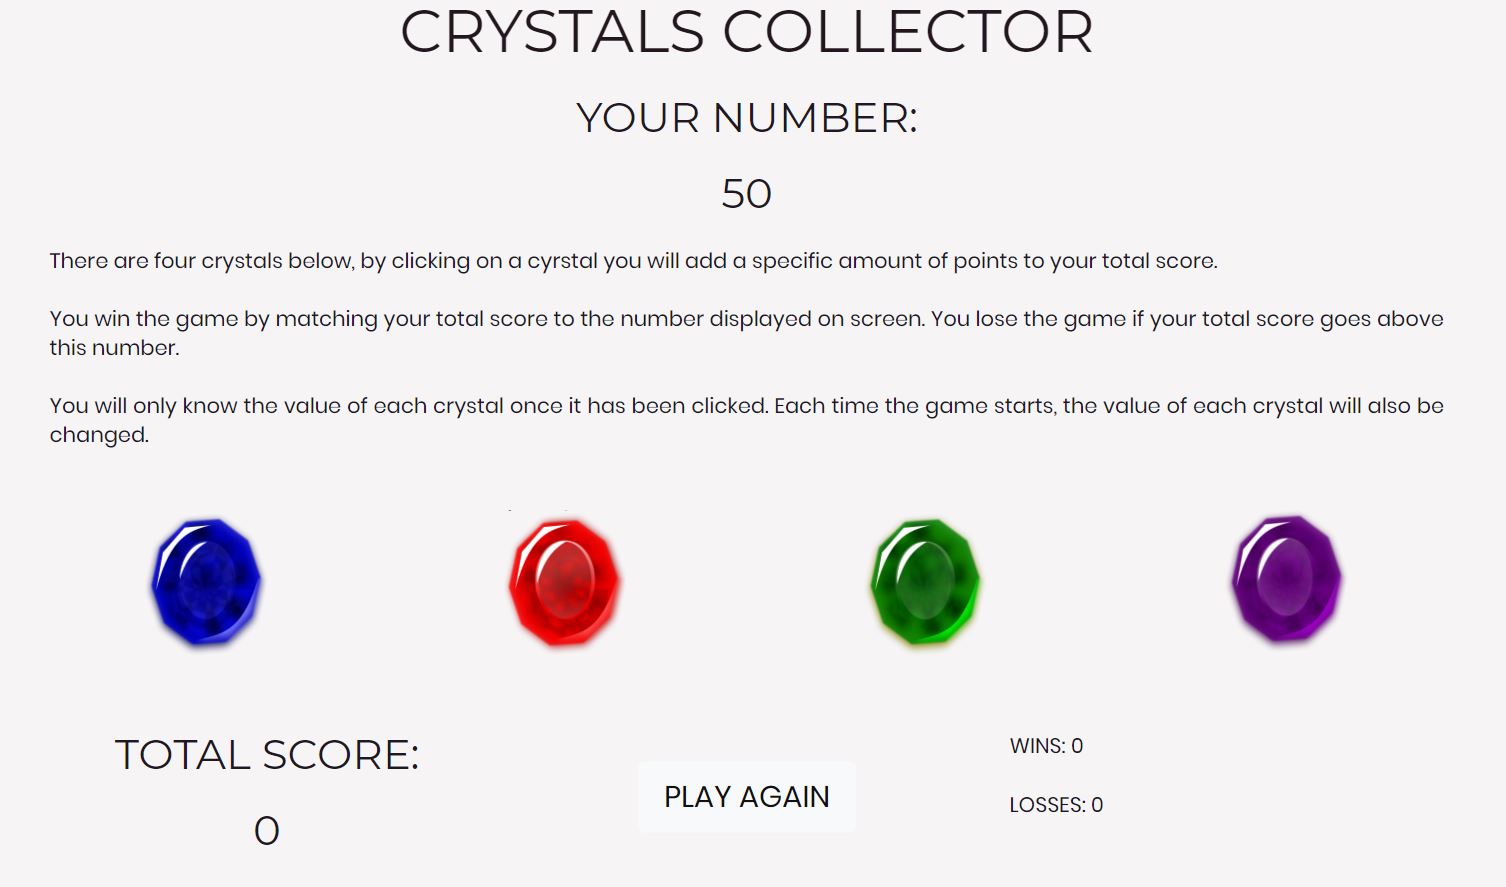 CRYSTALS COLLECTOR
YOUR NUMBER:
50
There are four crystals below, by clicking on a cyrstal you will add a specific amount of points to your total score.
You win the game by matching your total score to the number displayed on screen. You lose the game if your total score goes above
this number.
You will only know the value of each crystal once it has been clicked. Each time the game starts, the value of each crystal will also be
changed.
TOTAL SCORE:
0
PLAY AGAIN
WINS: 0
LOSSES: 0